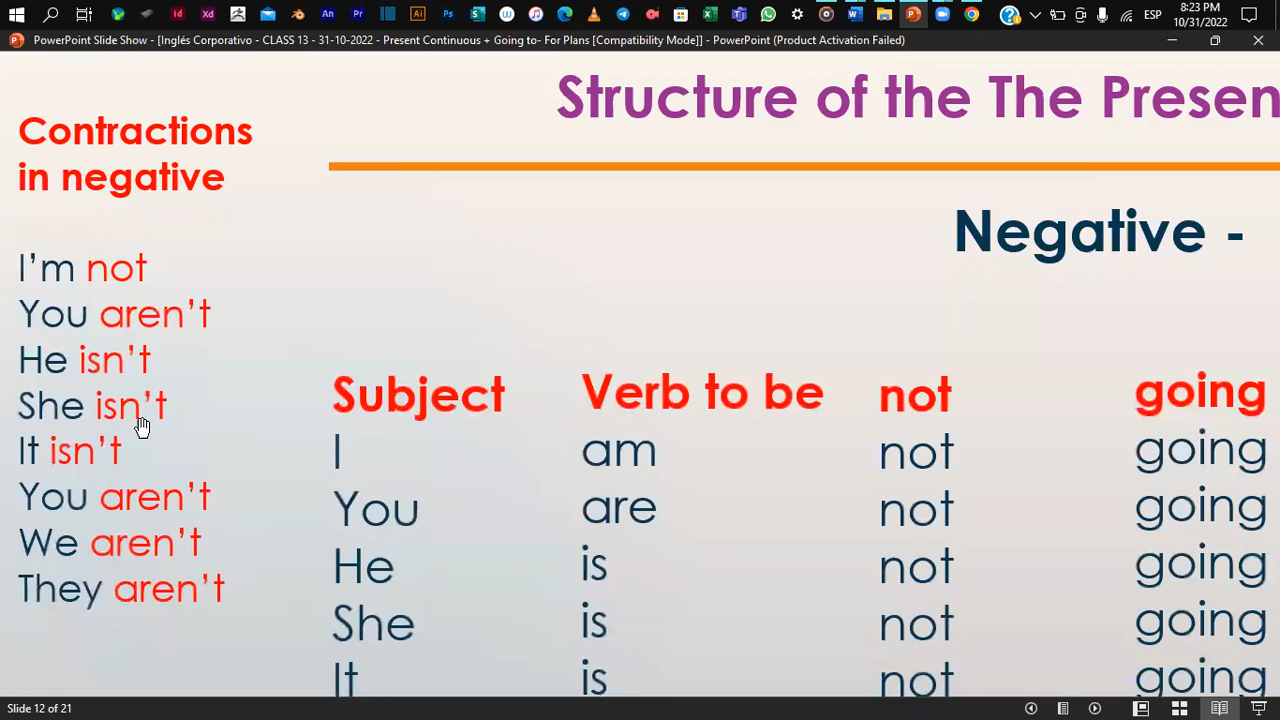 8:23 PM
ESP
10/31/2022
PowerPoint Slide Show - [Inglés Corporativo - CLASS 13 - 31-10-2022 - Present Continuous + Going to- For Plans [Compatibility Mode]] - PowerPoint (Product Activation Failed)
Structure of the The Presen
Contractions
in negative
Negative -
I’m not
You aren’t
He isn’t
She isn’t
It isn’t
You aren’t
We aren’t
They aren’t
Subject Verb to be not going
I am not going
You are not going
He is not going
She is not going
It is not going
Slide 12 of 21